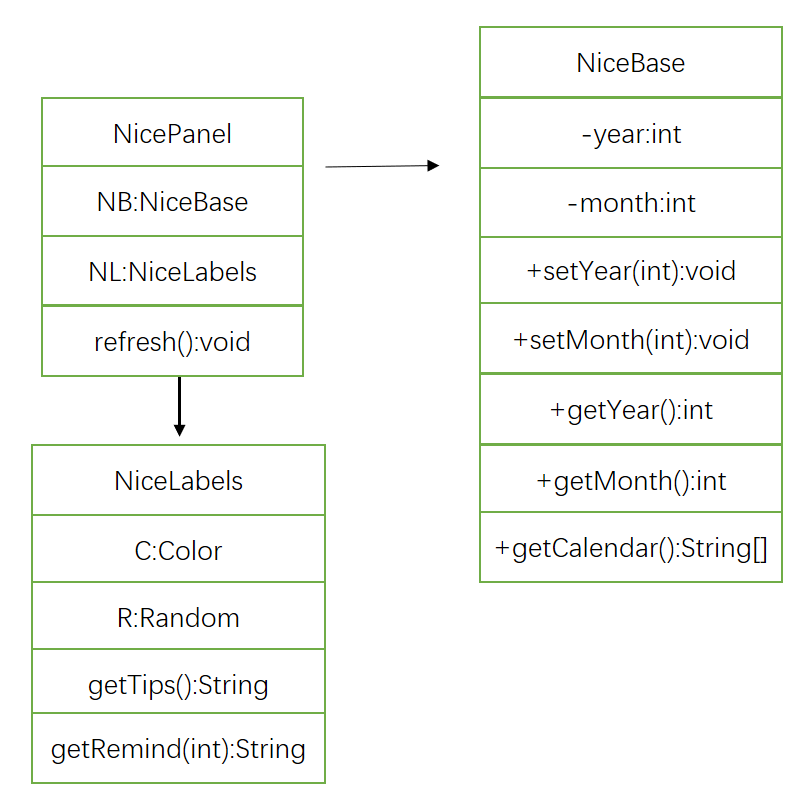 NicePanel
NB:NiceBase
NL:NiceLabels
refresh():void
NiceBase
-year:int
-month:int
+setYear(int):void
+setMonth(int):void
+getYear():int
+getMonth():int
+getCalendar():String[]
NiceLabels
C:Color
R:Random
getTips():String
getRemind(int):String